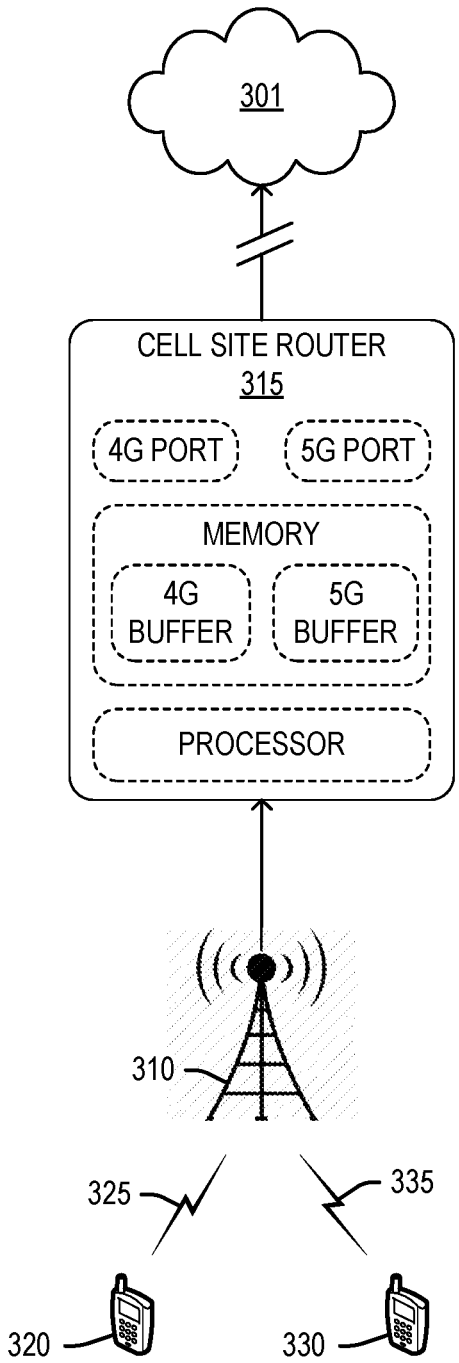 301
CELL SITE ROUTER
315
4G PORT
5G PORT
MEMORY
4G
BUFFER
5G
BUFFER
PROCESSOR
310
325
335
320
330